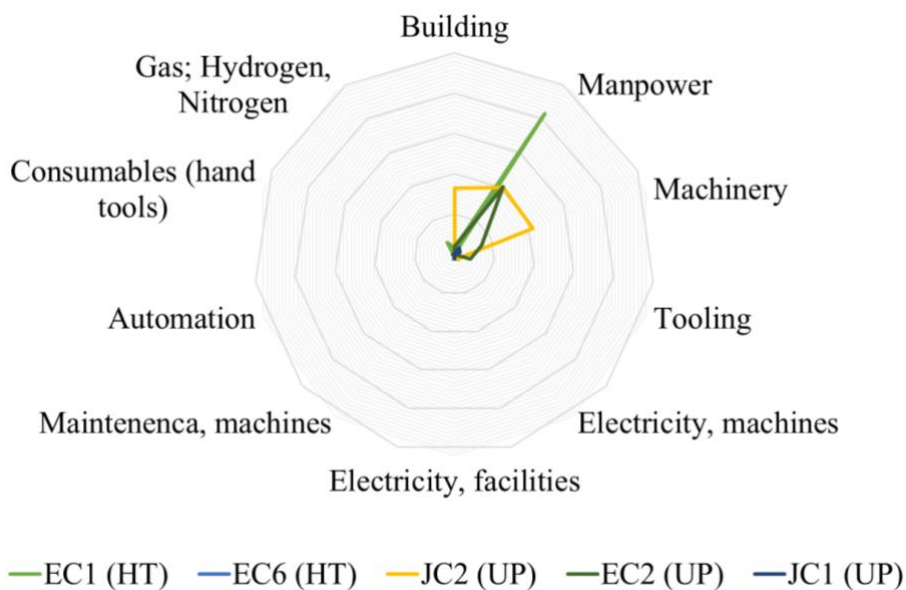 Building
Gas; Hydrogen,
Nitrogen
Manpower
Consumables (hand
tools)
Machinery
Automation
Tooling
Maintenenca, machines
Electricity, machines
Electricity, facilities
EC1 (HT) EC6 (HT) JC2 (UP) EC2 (UP) JC1 (UP)